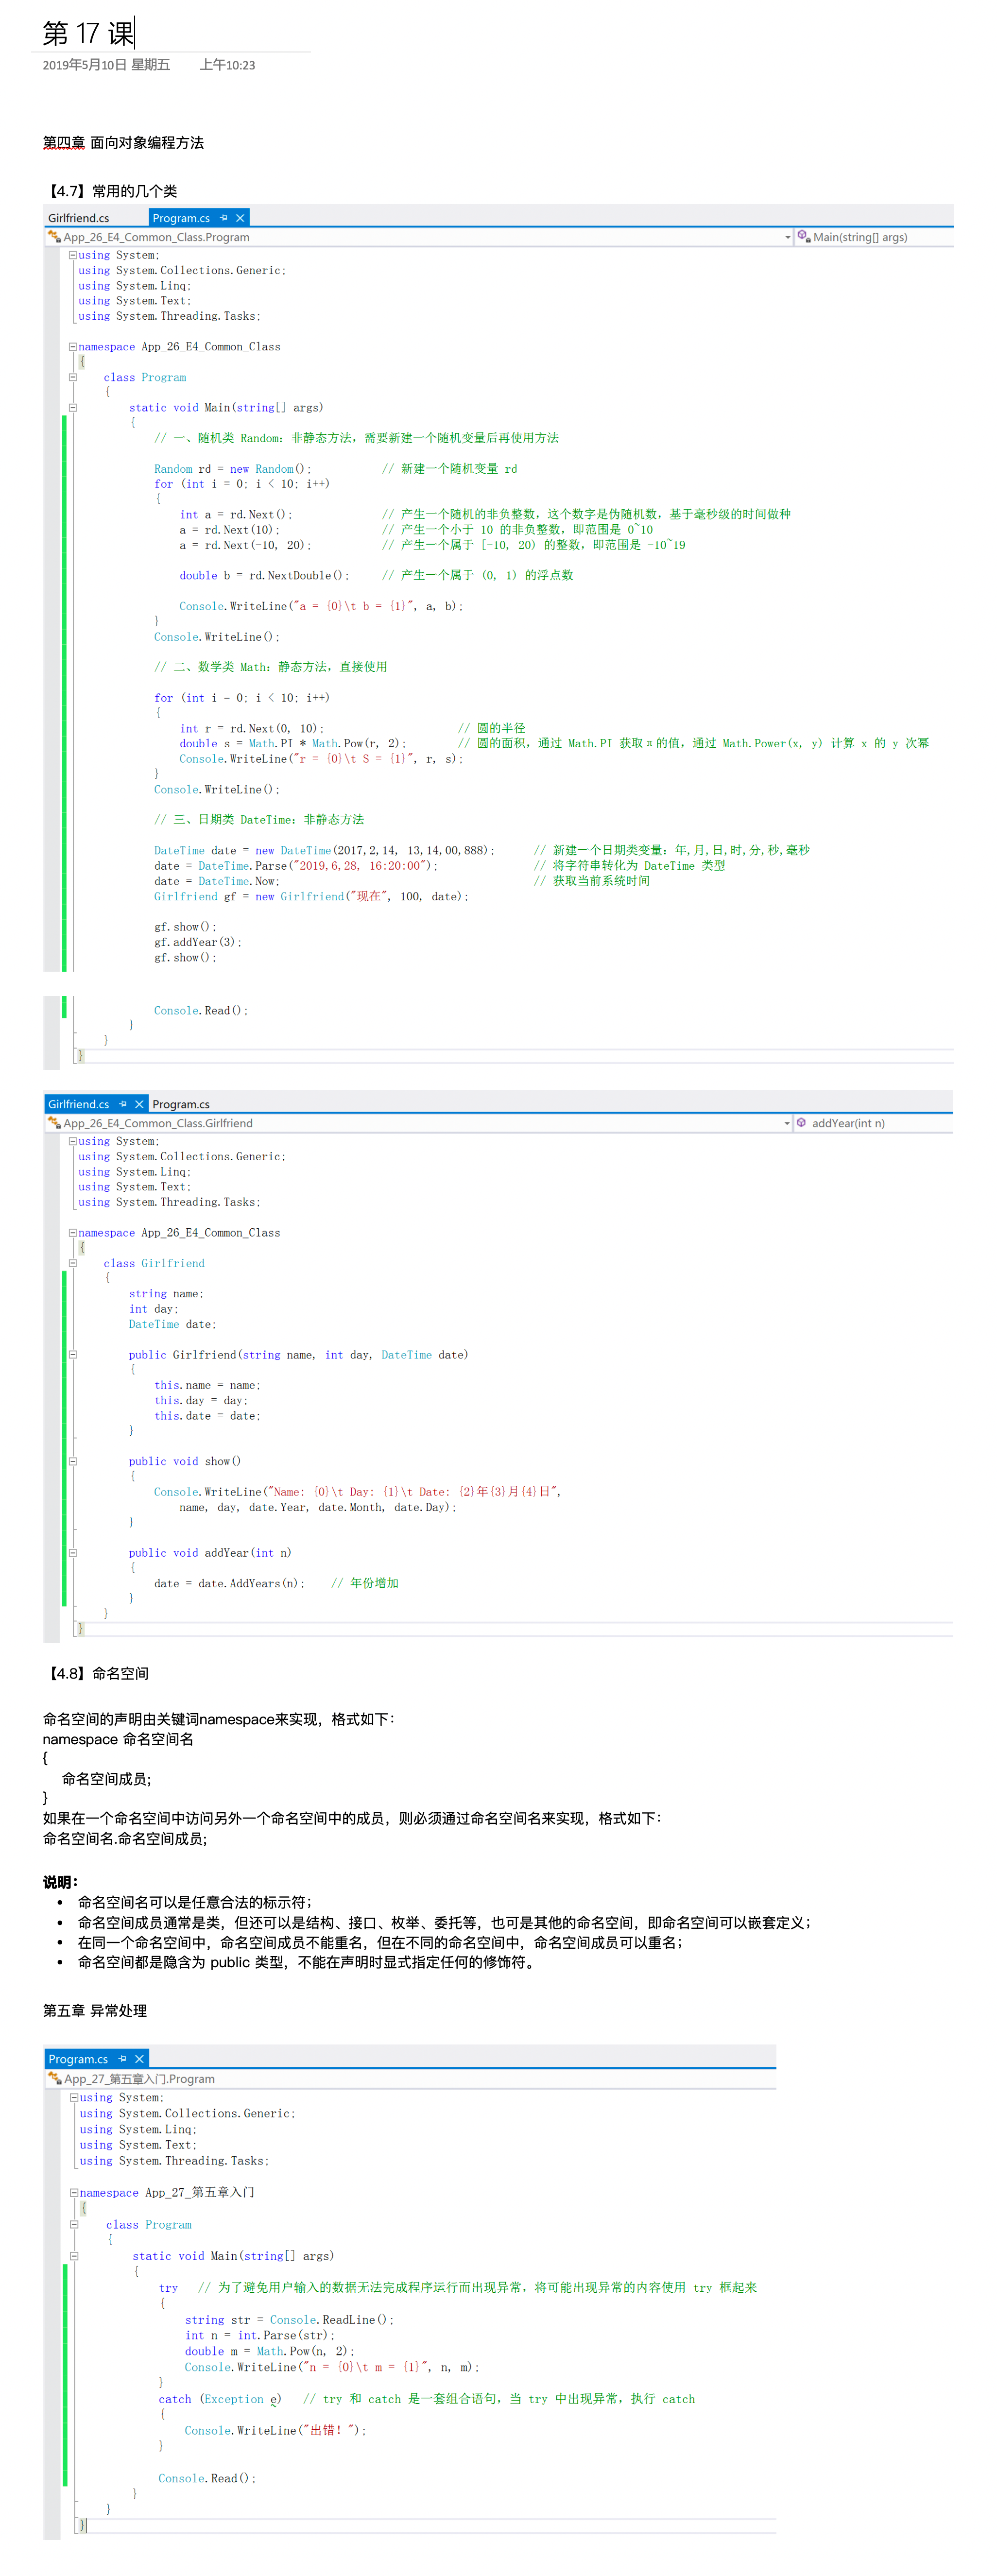 第 17 课
2019年5月10日 星期五 上午10:23
第四章 面向对象编程方法
【4.7】常用的几个类
Girlfriend.cs Program.cs
App_26_E4_Common_Class.Program Main(string[] args)
using System;
using System.Collections.Generic;
using System.Linq;
using System.Text;
using System.Threading.Tasks;
namespace App_26_E4_Common_Class
{
class Program
{
static void Main(string[] args)
{
// 一、随机类 Random：非静态方法，需要新建一个随机变量后再使用方法
Random rd = new Random(); // 新建一个随机变量 rd
for (int i = 0; i < 10; i++)
{
int a = rd.Next(); // 产生一个随机的非负整数，这个数字是伪随机数，基于毫秒级的时间做种
a = rd.Next(10); // 产生一个小于 10 的非负整数，即范围是 0~10
a = rd.Next(-10, 20); // 产生一个属于 [-10, 20) 的整数，即范围是 -10~19
double b = rd.NextDouble(); // 产生一个属于 (0, 1) 的浮点数
Console.WriteLine("a = {0}\t b = {1}", a, b);
}
Console.WriteLine();
// 二、数学类 Math：静态方法，直接使用
for (int i = 0; i < 10; i++)
{
int r = rd.Next(0, 10); // 圆的半径
double s = Math.PI * Math.Pow(r, 2); // 圆的面积，通过 Math.PI 获取π的值，通过 Math.Power(x, y) 计算 x 的 y 次幂
Console.WriteLine("r = {0}\t S = {1}", r, s);
}
Console.WriteLine();
// 三、日期类 DateTime：非静态方法
DateTime date = new DateTime(2017,2,14, 13,14,00,888); // 新建一个日期类变量：年,月,日,时,分,秒,毫秒
date = DateTime.Parse("2019,6,28, 16:20:00"); // 将字符串转化为 DateTime 类型
date = DateTime.Now; // 获取当前系统时间
Girlfriend gf = new Girlfriend("现在", 100, date);
gf.show();
gf.addYear(3);
gf.show();
Console.Read();
}
}
}
Girlfriend.cs Program.cs
App_26_E4_Common_Class.Girlfriend addYear(int n)
using System;
using System.Collections.Generic;
using System.Linq;
using System.Text;
using System.Threading.Tasks;
namespace App_26_E4_Common_Class
{
class Girlfriend
{
string name;
int day;
DateTime date;
public Girlfriend(string name, int day, DateTime date)
{
this.name = name;
this.day = day;
this.date = date;
}
public void show()
{
Console.WriteLine("Name: {0}\t Day: {1}\t Date: {2}年{3}月{4}日",
name, day, date.Year, date.Month, date.Day);
}
public void addYear(int n)
{
date = date.AddYears(n); // 年份增加
}
}
}
【4.8】命名空间
命名空间的声明由关键词namespace来实现，格式如下：
namespace 命名空间名
{
命名空间成员;
}
如果在一个命名空间中访问另外一个命名空间中的成员，则必须通过命名空间名来实现，格式如下：
命名空间名.命名空间成员;
说明：
• 命名空间名可以是任意合法的标示符；
• 命名空间成员通常是类，但还可以是结构、接口、枚举、委托等，也可是其他的命名空间，即命名空间可以嵌套定义；
• 在同一个命名空间中，命名空间成员不能重名，但在不同的命名空间中，命名空间成员可以重名；
• 命名空间都是隐含为 public 类型，不能在声明时显式指定任何的修饰符。
第五章 异常处理
Program.cs
App_27_第五章入门.Program
using System;
using System.Collections.Generic;
using System.Linq;
using System.Text;
using System.Threading.Tasks;
namespace App_27_第五章入门
{
class Program
{
static void Main(string[] args)
{
try // 为了避免用户输入的数据无法完成程序运行而出现异常，将可能出现异常的内容使用 try 框起来
{
string str = Console.ReadLine();
int n = int.Parse(str);
double m = Math.Pow(n, 2);
Console.WriteLine("n = {0}\t m = {1}", n, m);
}
catch (Exception e) // try 和 catch 是一套组合语句，当 try 中出现异常，执行 catch
{
Console.WriteLine("出错！");
}
Console.Read();
}
}
}